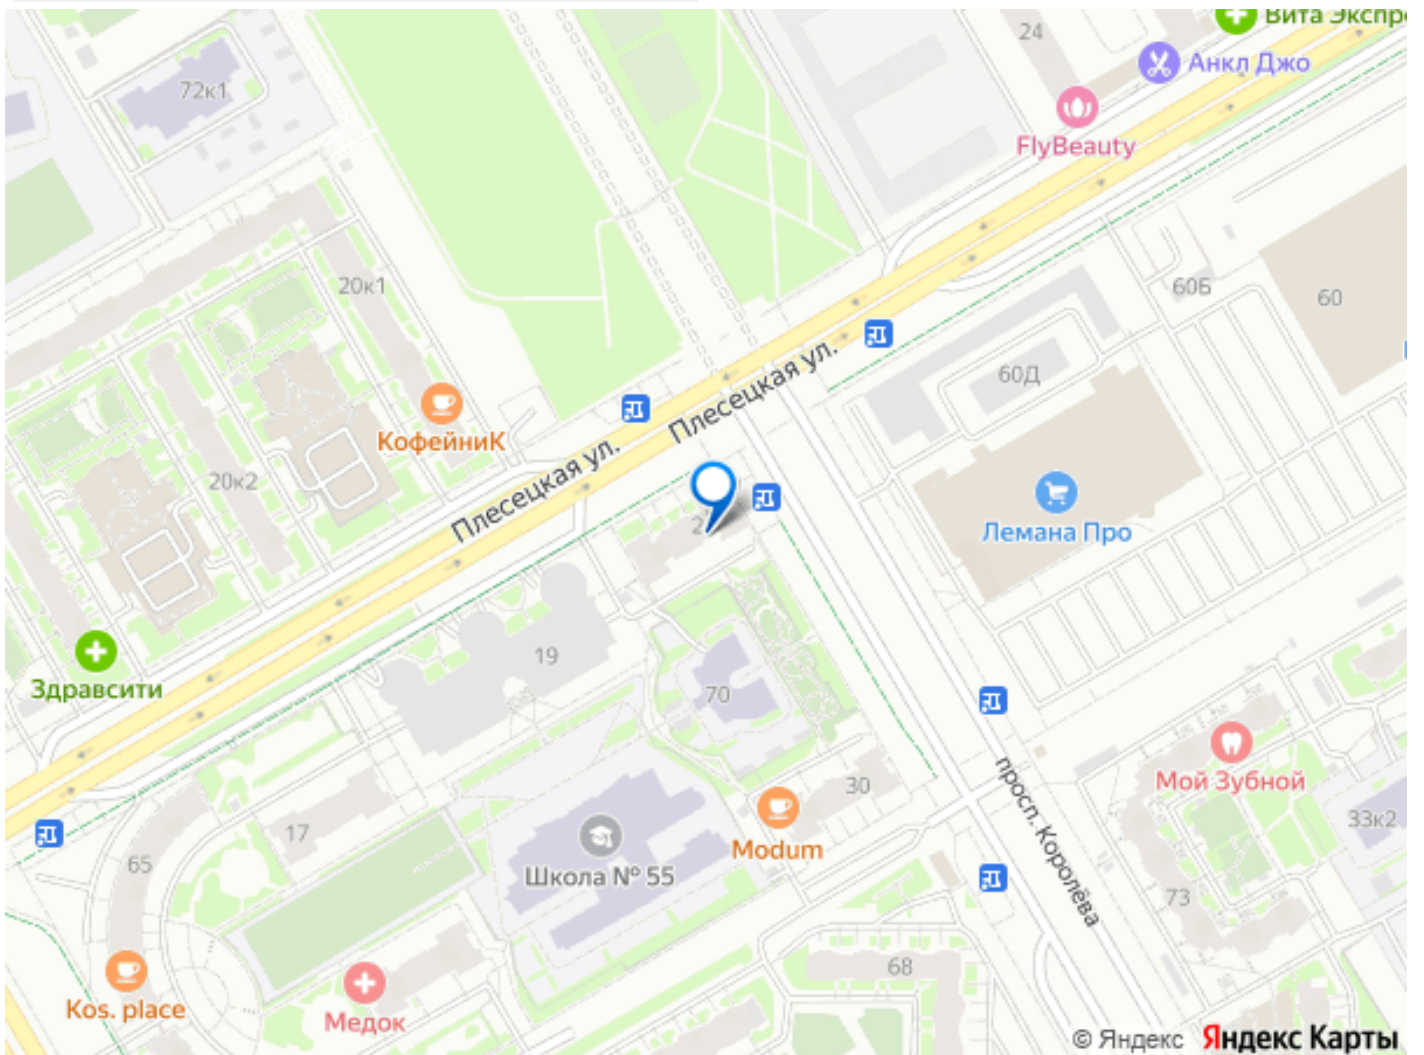 Вита Экспр
24
Анкл Джо
72к1
FlyBeauty
20к1
60Б
60
60Д
Плесецкая ул.
КофейниК
Плесецкая ул.
20к2
Лемана Про
19
Здравсити
70
Мой Зубной
30
просп. Королёва
33к2
17
Modum
65
Школа № 55
73
68
Kos. place
Медок
© Яндекс Яндекс Карты